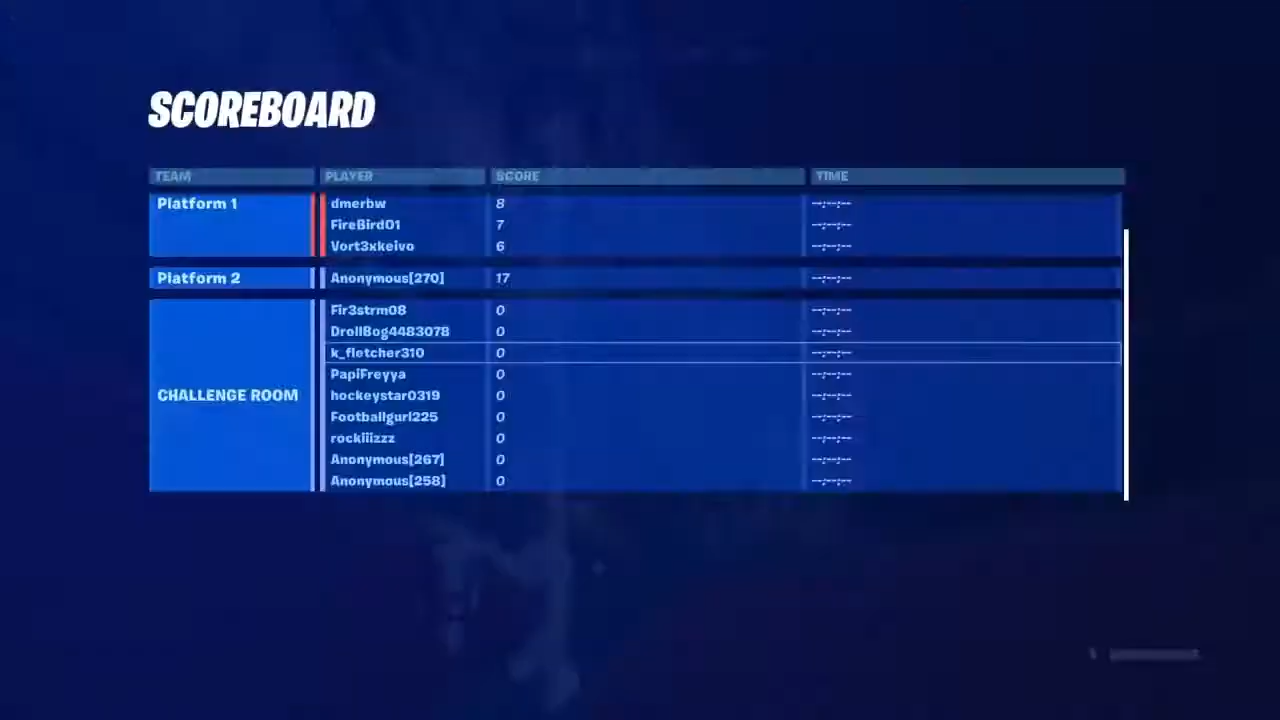 SCOREBOARD
TEAM PLAYER SCORE TIME
Platform 1 dmerbw 8 --:--:--
FireBird01 7 --:--:--
Vort3xkeivo 6 --:--:--
Platform 2 Anonymous[270] 17 --:--:--
Fir3strm08 0 --:--:--
DrollBog4483078 0 --:--:--
k_fletcher310 0 --:--:--
PapiFreyya 0 --:--:--
CHALLENGE ROOM hockeystar0319 0 --:--:--
Footballgurl225 0 --:--:--
rockiiizzz 0 --:--:--
Anonymous[267] 0 --:--:--
Anonymous[258] 0 --:--:--